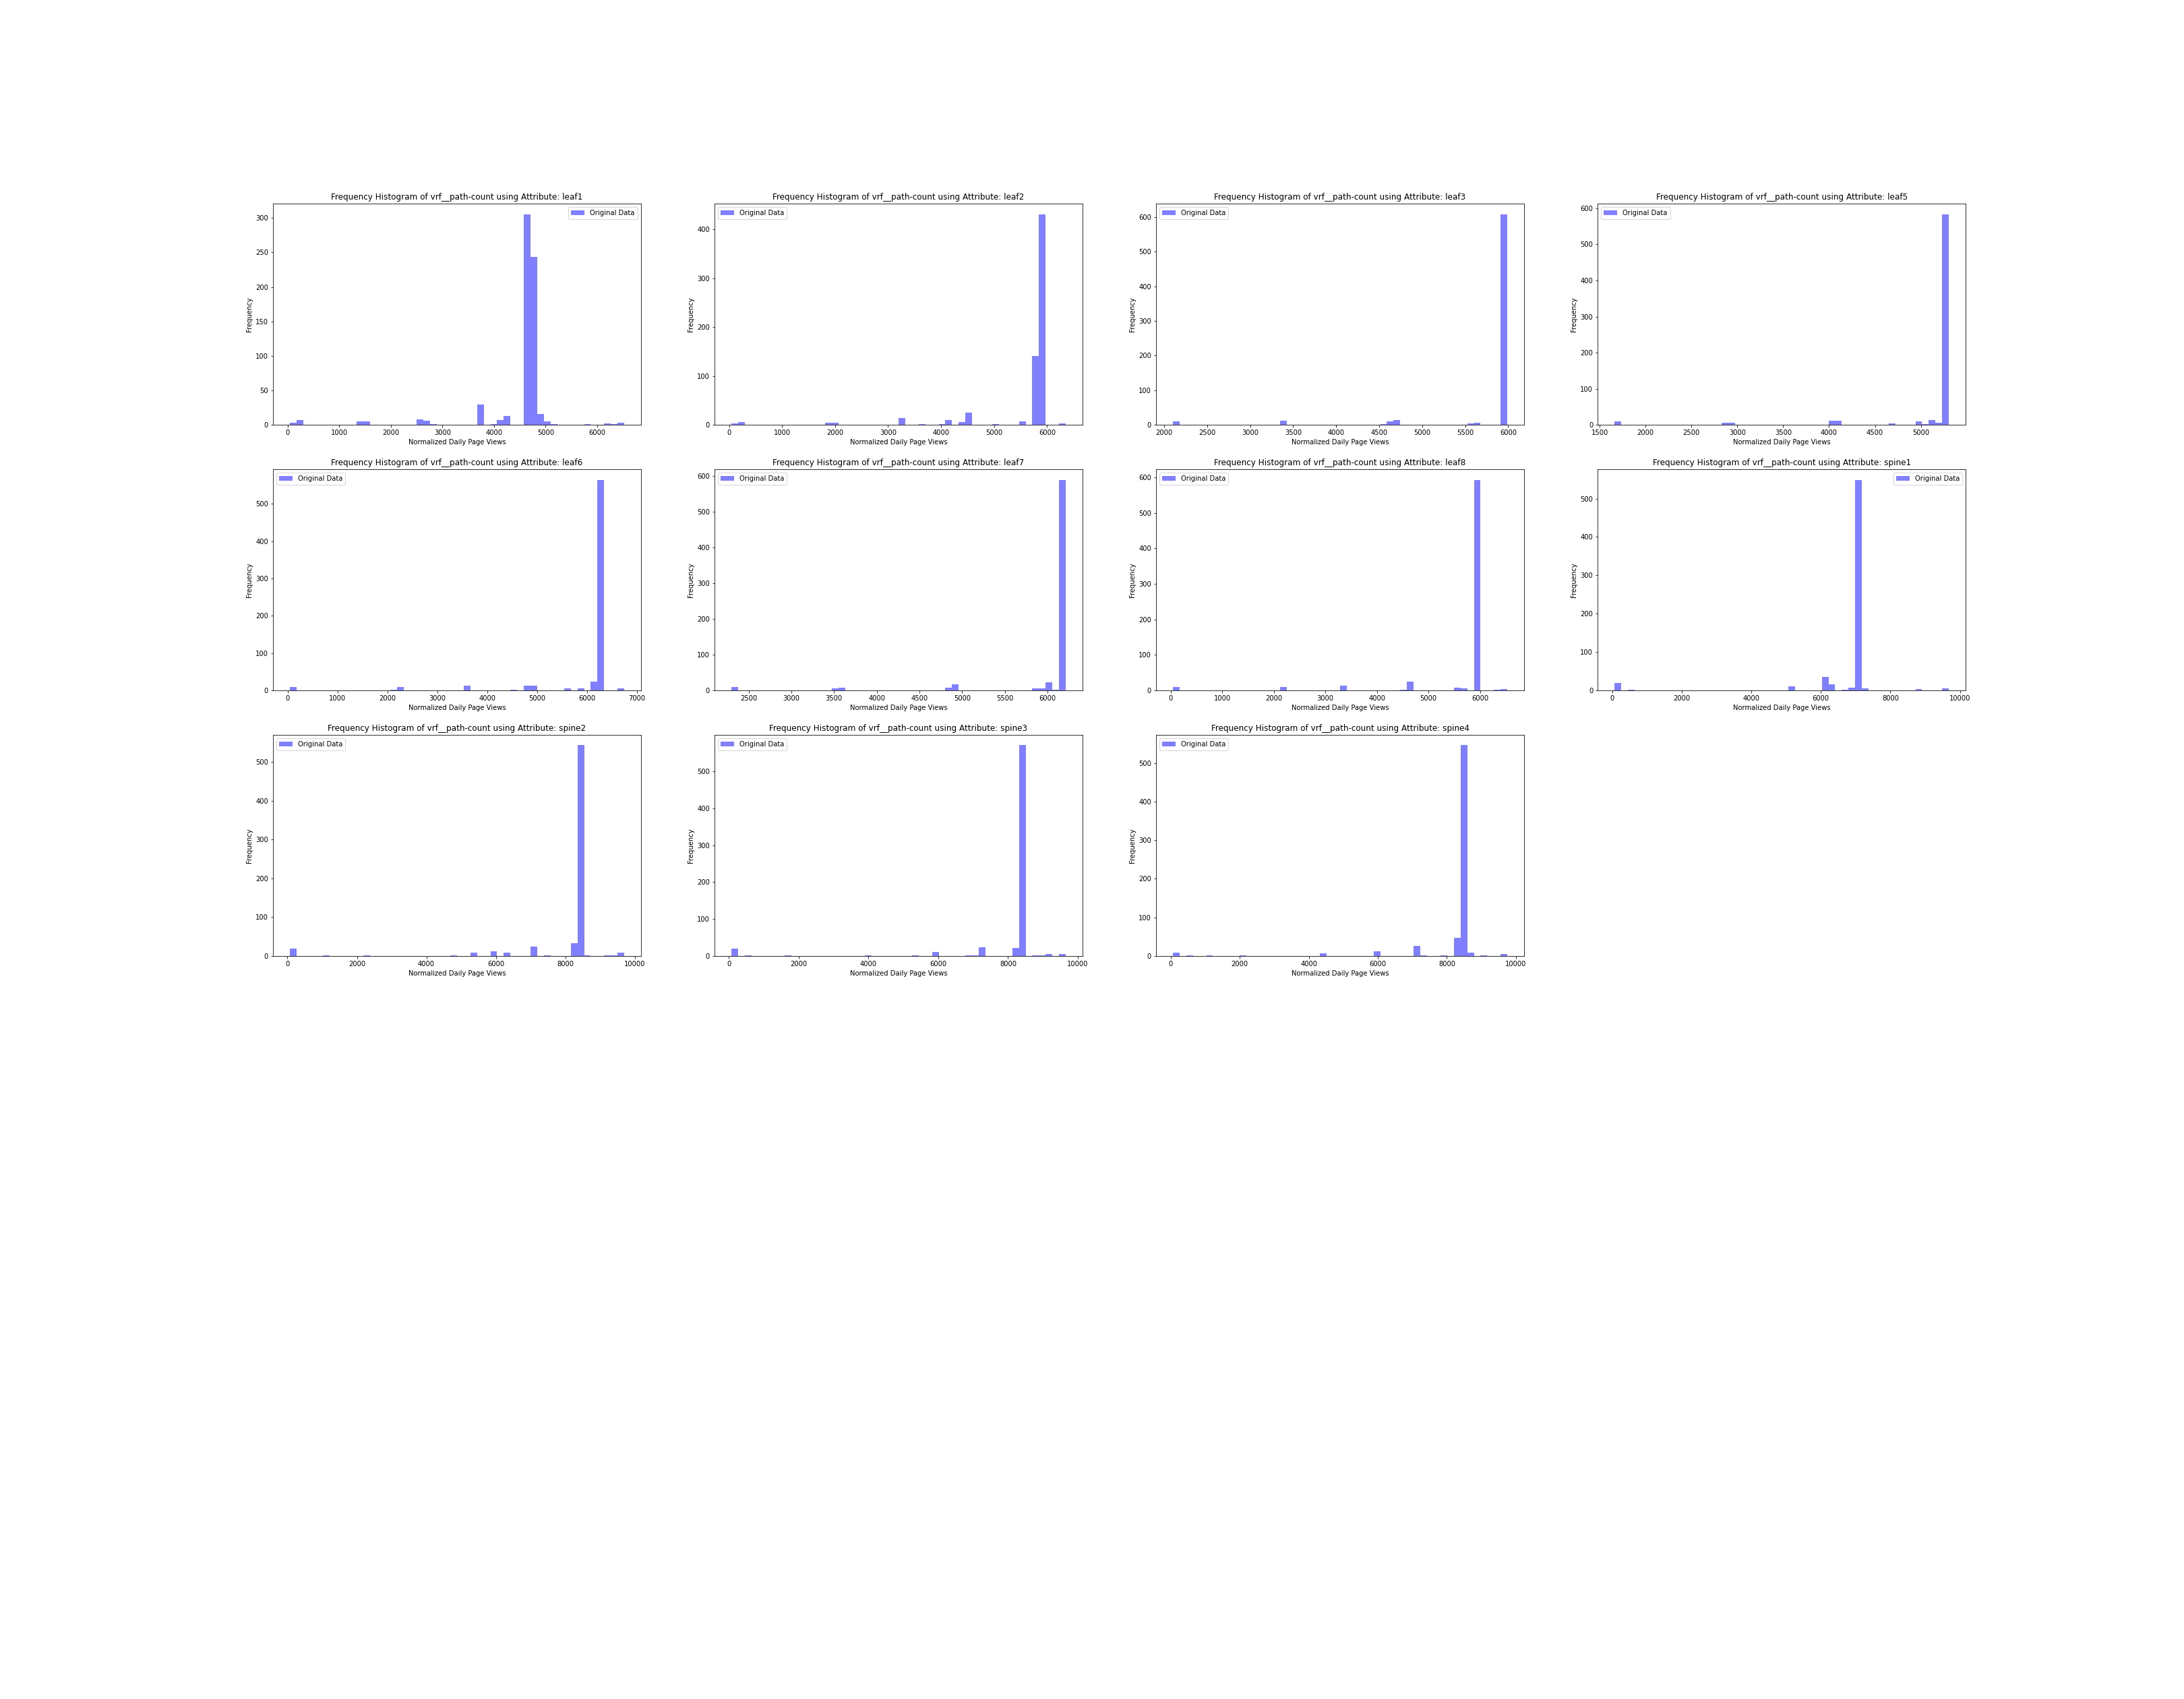 Frequency Histogram of vrf__path-count using Attribute: leaf1
Original Data
300
250
200
150
100
50
0
Frequency
0 1000 2000 3000 4000 5000 6000
Normalized Daily Page Views
Frequency Histogram of vrf__path-count using Attribute: leaf2
Original Data
400
300
200
100
0
Frequency
0 1000 2000 3000 4000 5000 6000
Normalized Daily Page Views
Frequency Histogram of vrf__path-count using Attribute: leaf3
Original Data
600
500
400
300
200
100
0
Frequency
2000 2500 3000 3500 4000 4500 5000 5500 6000
Normalized Daily Page Views
Frequency Histogram of vrf__path-count using Attribute: leaf5
Original Data
600
500
400
300
200
100
0
Frequency
1500 2000 2500 3000 3500 4000 4500 5000
Normalized Daily Page Views
Frequency Histogram of vrf__path-count using Attribute: leaf6
Original Data
500
400
300
200
100
0
Frequency
0 1000 2000 3000 4000 5000 6000 7000
Normalized Daily Page Views
Frequency Histogram of vrf__path-count using Attribute: leaf7
Original Data
600
500
400
300
200
100
0
Frequency
2500 3000 3500 4000 4500 5000 5500 6000
Normalized Daily Page Views
Frequency Histogram of vrf__path-count using Attribute: leaf8
Original Data
600
500
400
300
200
100
0
Frequency
0 1000 2000 3000 4000 5000 6000
Normalized Daily Page Views
Frequency Histogram of vrf__path-count using Attribute: spine1
Original Data
500
400
300
200
100
0
Frequency
0 2000 4000 6000 8000 10000
Normalized Daily Page Views
Frequency Histogram of vrf__path-count using Attribute: spine2
Original Data
500
400
300
200
100
0
Frequency
0 2000 4000 6000 8000 10000
Normalized Daily Page Views
Frequency Histogram of vrf__path-count using Attribute: spine3
Original Data
500
400
300
200
100
0
Frequency
0 2000 4000 6000 8000 10000
Normalized Daily Page Views
Frequency Histogram of vrf__path-count using Attribute: spine4
Original Data
500
400
300
200
100
0
Frequency
0 2000 4000 6000 8000 10000
Normalized Daily Page Views